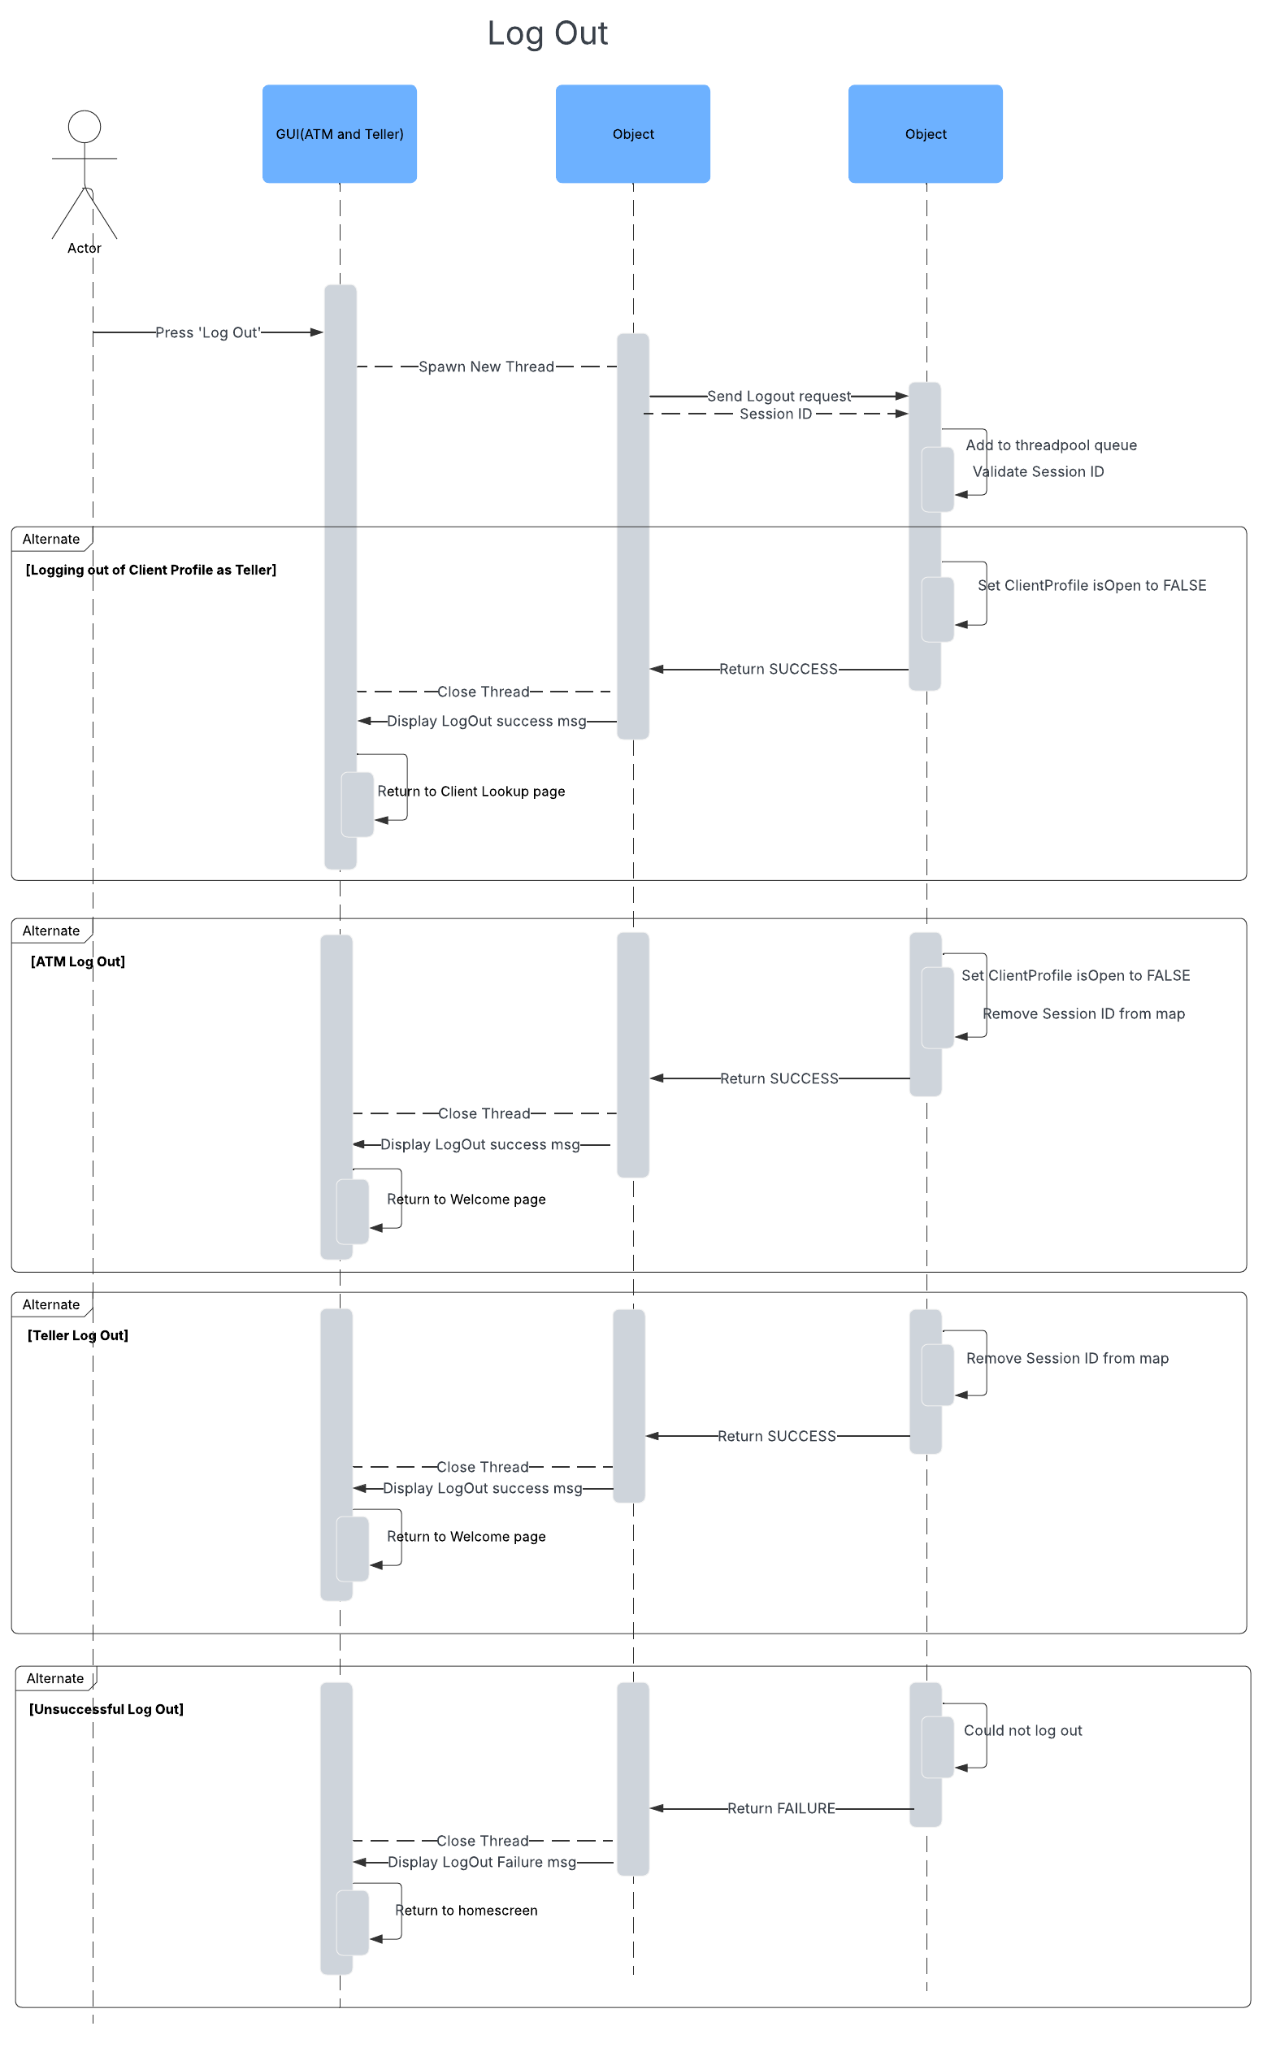 Log Out
GUI(ATM and Teller)
Object
Object
Actor
Press 'Log Out'
Spawn New Thread
Send Logout request
Session ID
Add to threadpool queue
Validate Session ID
Alternate
[Logging out of Client Profile as Teller]
Set ClientProfile isOpen to FALSE
Return SUCCESS
Close Thread
Display LogOut success msg
Return to Client Lookup page
Alternate
[ATM Log Out]
Set ClientProfile isOpen to FALSE
Remove Session ID from map
Return SUCCESS
Close Thread
Display LogOut success msg
Return to Welcome page
Alternate
[Teller Log Out]
Remove Session ID from map
Return SUCCESS
Close Thread
Display LogOut success msg
Return to Welcome page
Alternate
[Unsuccessful Log Out]
Could not log out
Return FAILURE
Close Thread
Display LogOut Failure msg
Return to homescreen